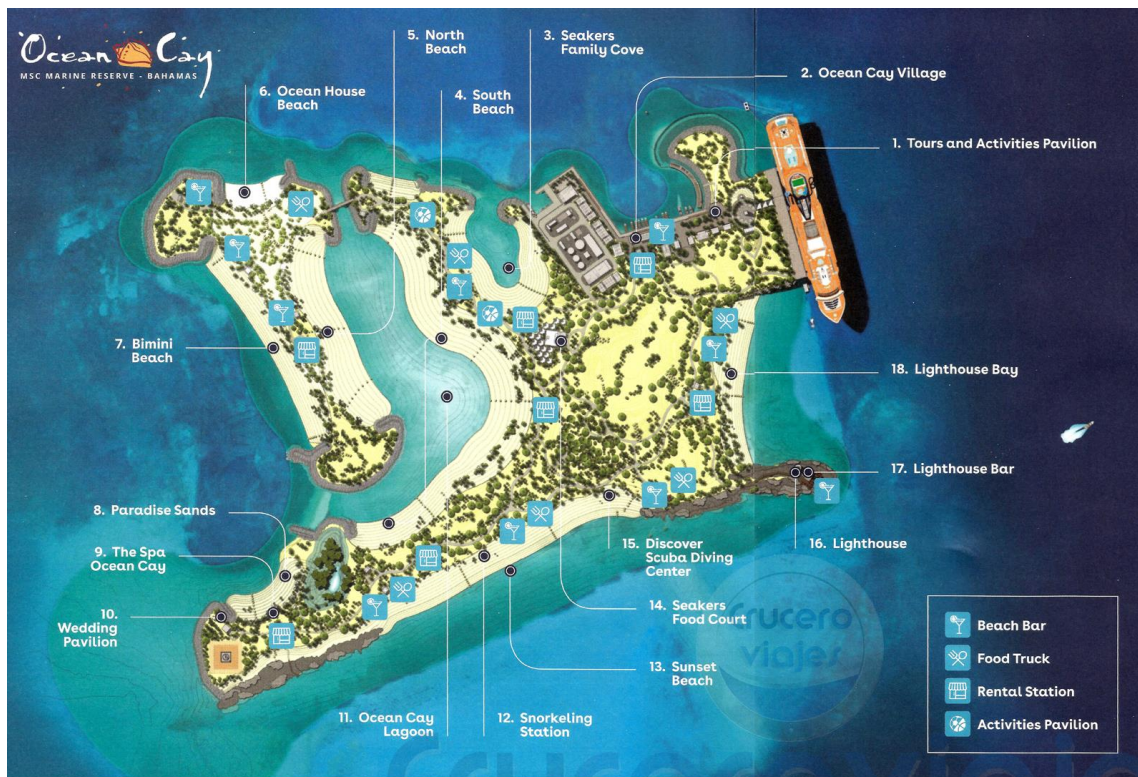 Ocean Cay
MSC MARINE RESERVE - BAHAMAS
5. North
Beach
3. Seakers
Family Cove
2. Ocean Cay Village
6. Ocean House
Beach
4. South
Beach
1. Tours and Activities Pavilion
7. Bimini
Beach
18. Lighthouse Bay
17. Lighthouse Bar
8. Paradise Sands
15. Discover
Scuba Diving
Center
16. Lighthouse
9. The Spa
Ocean Cay
10.
Wedding
Pavilion
14. Seakers
Food Court
13. Sunset
Beach
11. Ocean Cay
Lagoon
12. Snorkeling
Station
Beach Bar
Food Truck
Rental Station
Activities Pavilion
Crucero
viajes
Crucero viajes